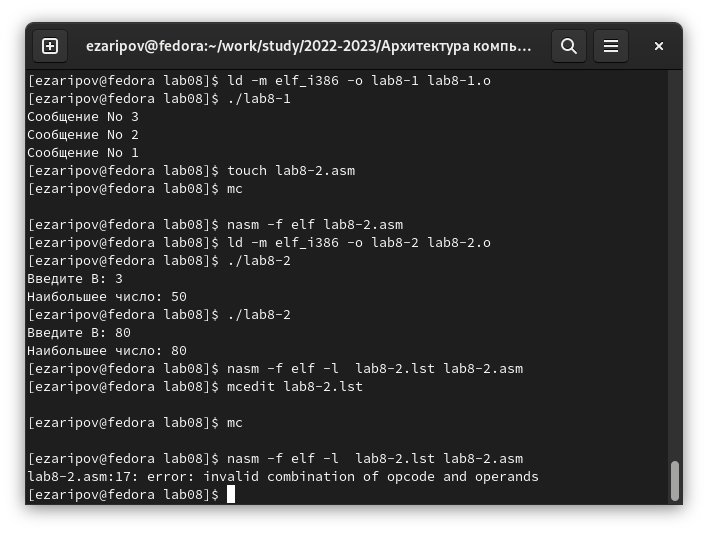 ezaripov@fedora:~/work/study/2022-2023/Архитектура компь...
[ezaripov@fedora lab08]$ ld -m elf_i386 -o lab8-1 lab8-1.o
[ezaripov@fedora lab08]$ ./lab8-1
Сообщение No 3
Сообщение No 2
Сообщение No 1
[ezaripov@fedora lab08]$ touch lab8-2.asm
[ezaripov@fedora lab08]$ mc
[ezaripov@fedora lab08]$ nasm -f elf lab8-2.asm
[ezaripov@fedora lab08]$ ld -m elf_i386 -o lab8-2 lab8-2.o
[ezaripov@fedora lab08]$ ./lab8-2
Введите B: 3
Наибольшее число: 50
[ezaripov@fedora lab08]$ ./lab8-2
Введите B: 80
Наибольшее число: 80
[ezaripov@fedora lab08]$ nasm -f elf -l  lab8-2.lst lab8-2.asm
[ezaripov@fedora lab08]$ mcedit lab8-2.lst
[ezaripov@fedora lab08]$ mc
[ezaripov@fedora lab08]$ nasm -f elf -l  lab8-2.lst lab8-2.asm
lab8-2.asm:17: error: invalid combination of opcode and operands
[ezaripov@fedora lab08]$